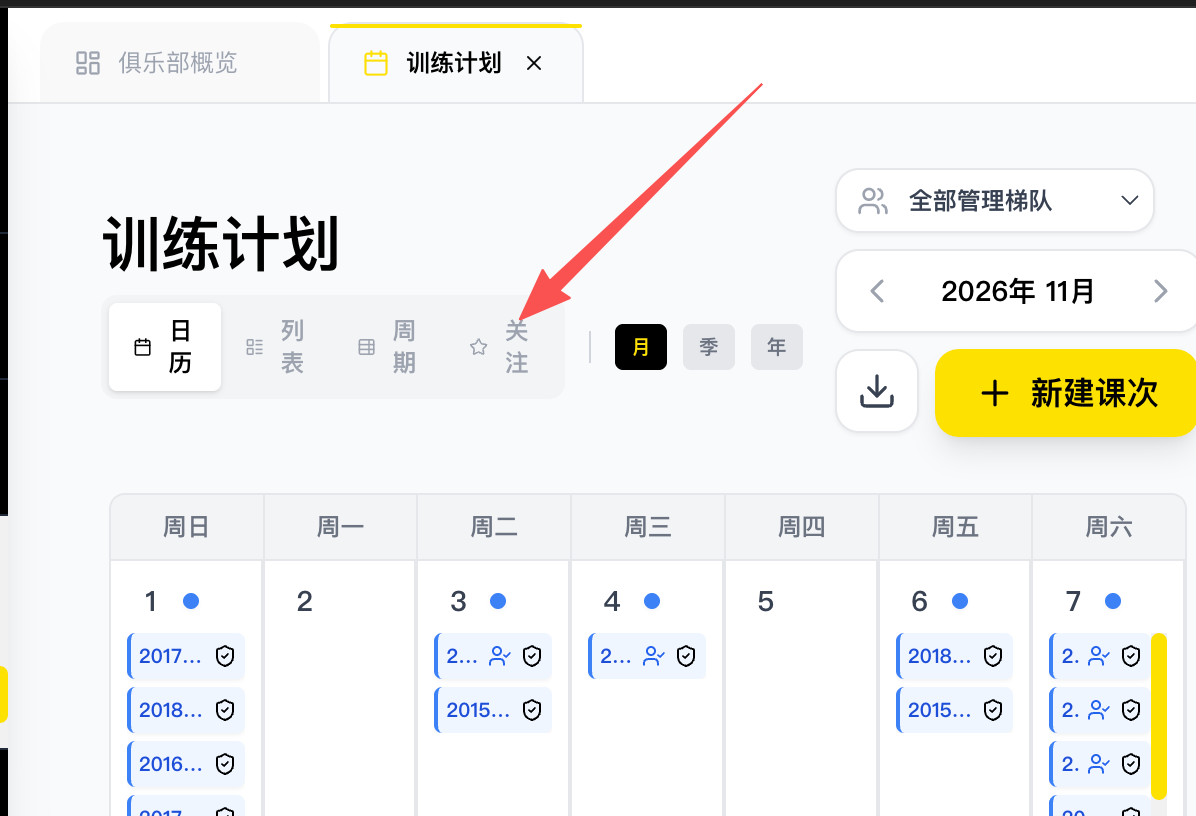 俱乐部概览
训练计划
全部管理梯队
训练计划
2026年 11月
日历
列表
周期
关注
月
季
年
新建课次
周日 周一 周二 周三 周四 周五 周六
1 2 3 4 5 6 7
2017... 2... 2... 2018... 2.
2018... 2015... 2015... 2.
2016... 2.